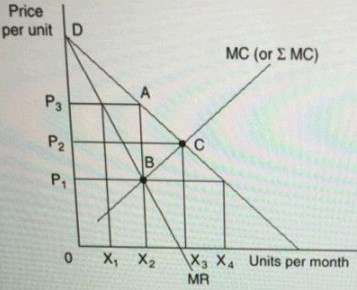 Price
per unit
D
MC (or Σ MC)
A
P3
P2
C
B
P1
0
X1
X2
X3
X4
Units per month
MR